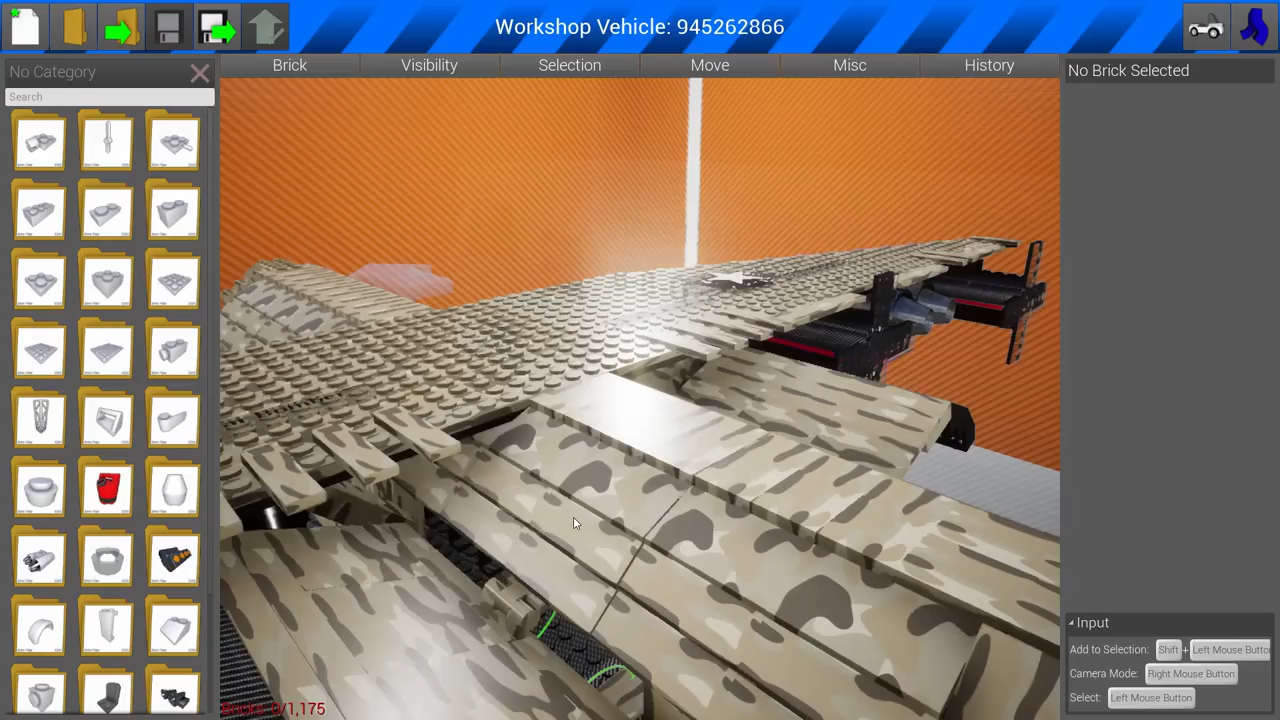 Workshop Vehicle: 945262866
No Category
Search
Brick
Visibility
Selection
Move
Misc
History
No Brick Selected
Bricks: 0/1,175
Input
Add to Selection: Shift + Left Mouse Butto
Camera Mode: Right Mouse Button
Select: Left Mouse Button